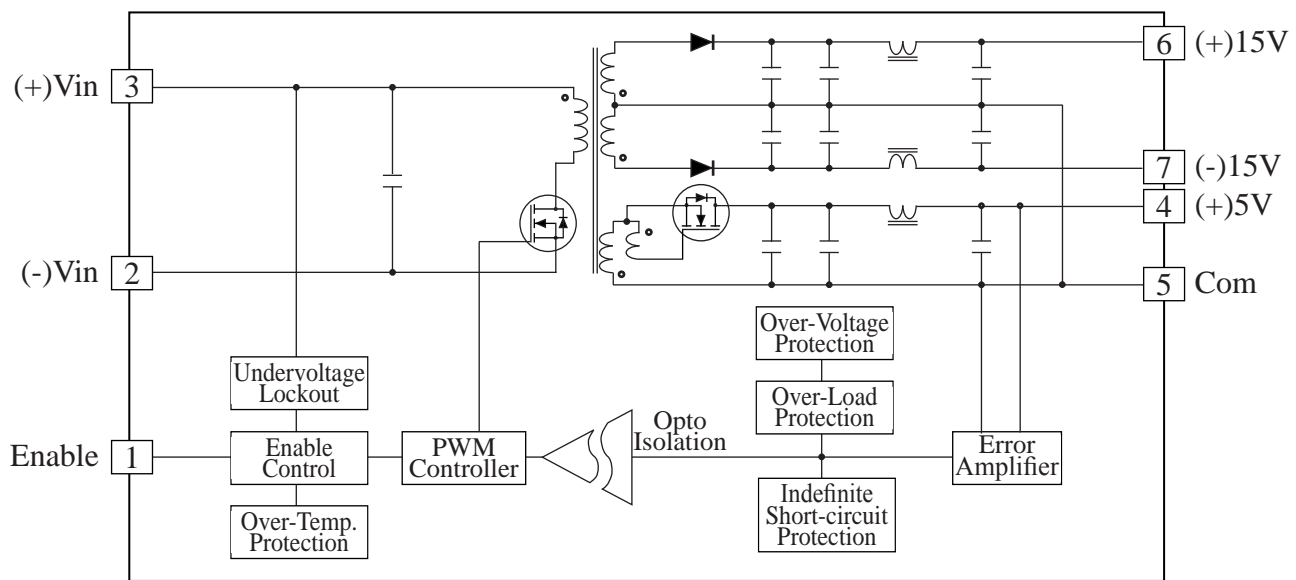 (+)Vin 3
(-)Vin 2
Enable 1
6 (+)15V
7 (-)15V
4 (+)5V
5 Com
Undervoltage
Lockout
Enable
Control
Over-Temp.
Protection
PWM
Controller
Opto
Isolation
Over-Voltage
Protection
Over-Load
Protection
Indefinite
Short-circuit
Protection
Error
Amplifier